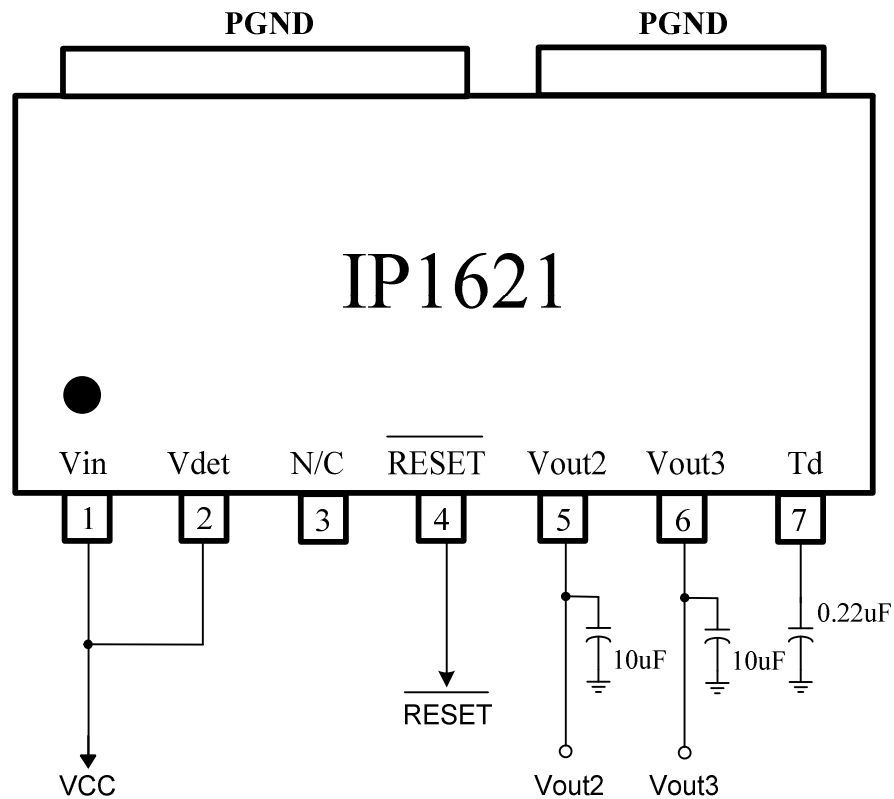 PGND PGND
IP1621
Vin Vdet N/C RESET Vout2 Vout3 Td
1 2 3 4 5 6 7
0.22uF
10uF 10uF
RESET
VCC Vout2 Vout3